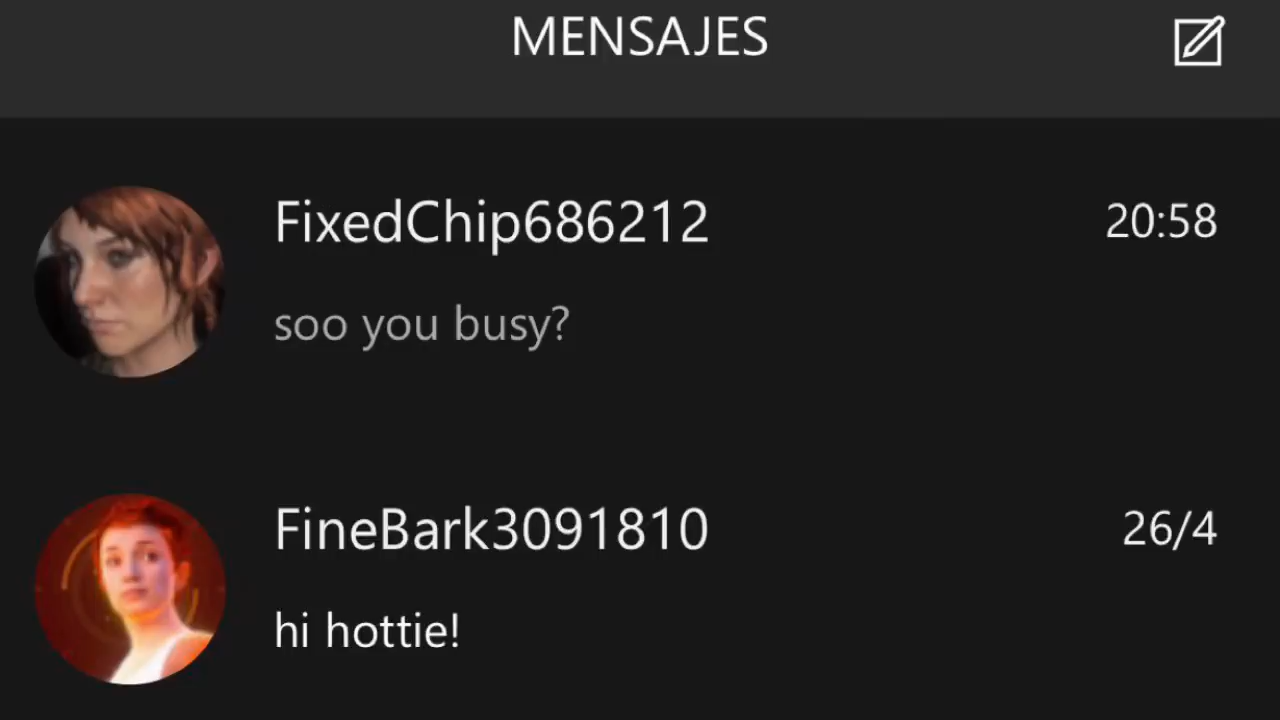 MENSAJES
FixedChip686212
20:58
soo you busy?
FineBark3091810
26/4
hi hottie!